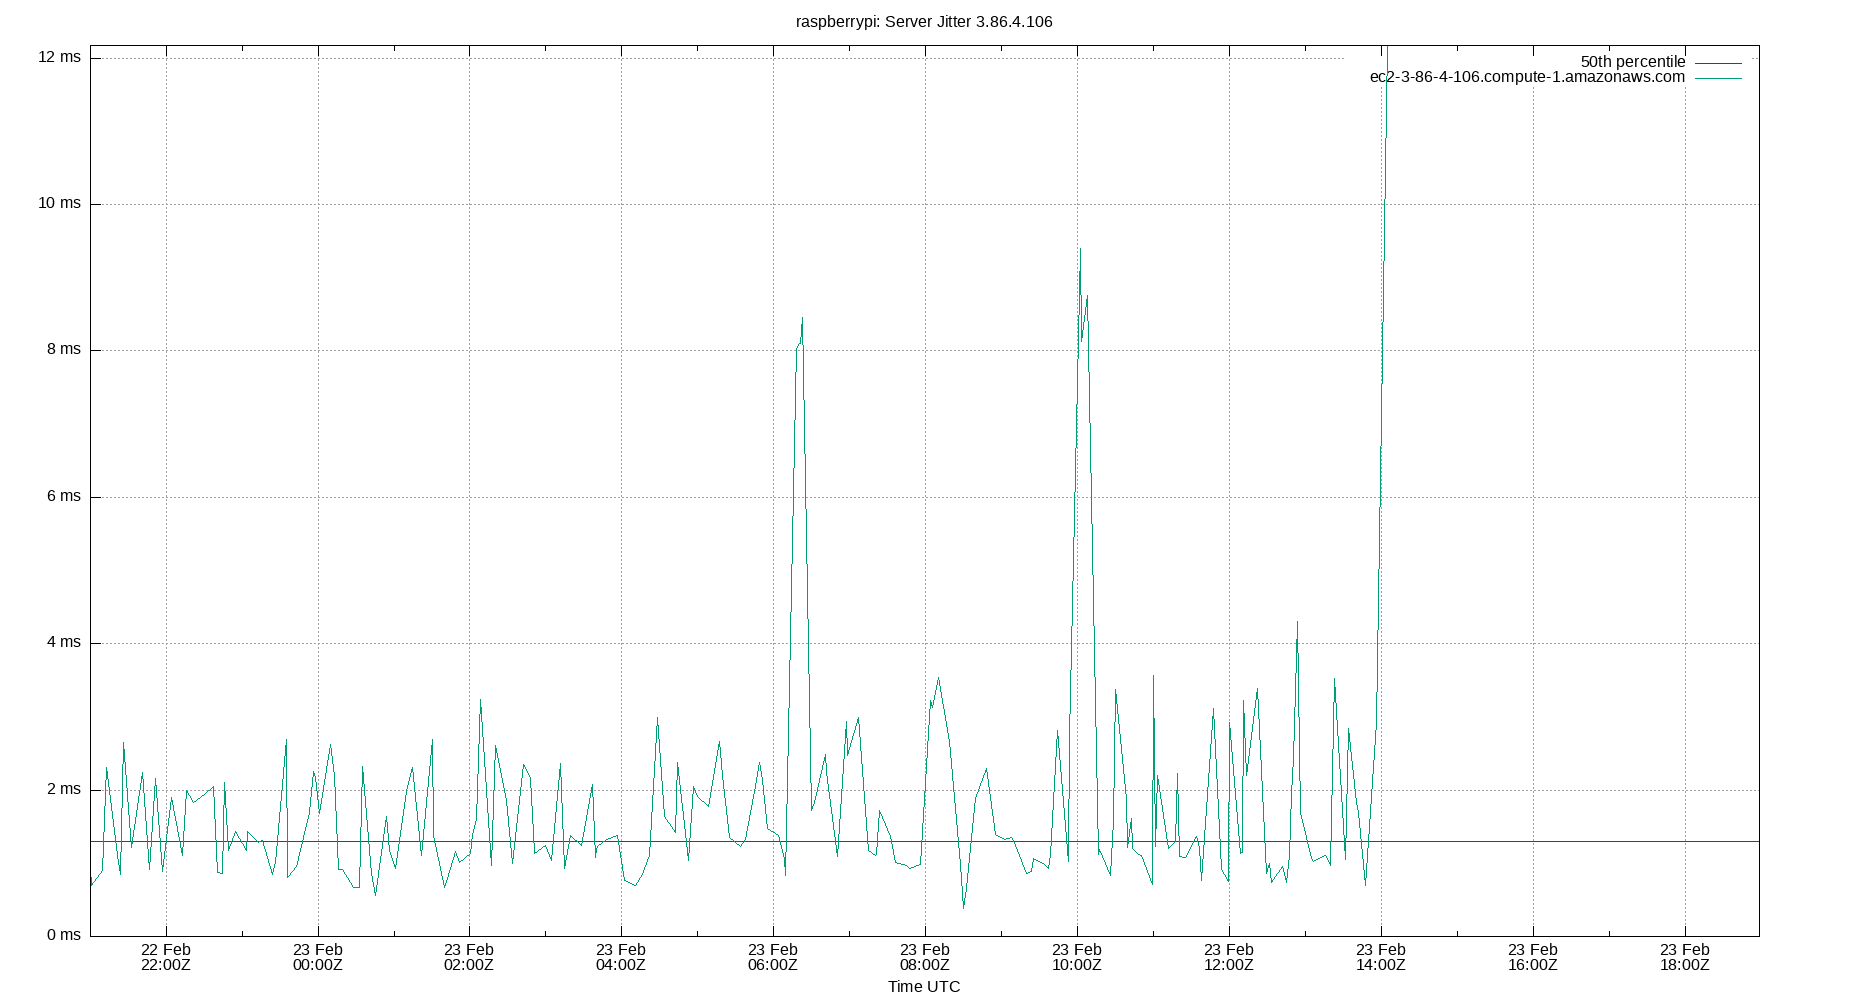 raspberrypi: Server Jitter 3.86.4.106
12 ms
10 ms
8 ms
6 ms
4 ms
2 ms
0 ms
50th percentile
ec2-3-86-4-106.compute-1.amazonaws.com
22 Feb 23 Feb 23 Feb 23 Feb 23 Feb 23 Feb 23 Feb 23 Feb 23 Feb 23 Feb 23 Feb
22:00Z 00:00Z 02:00Z 04:00Z 06:00Z 08:00Z 10:00Z 12:00Z 14:00Z 16:00Z 18:00Z
Time UTC